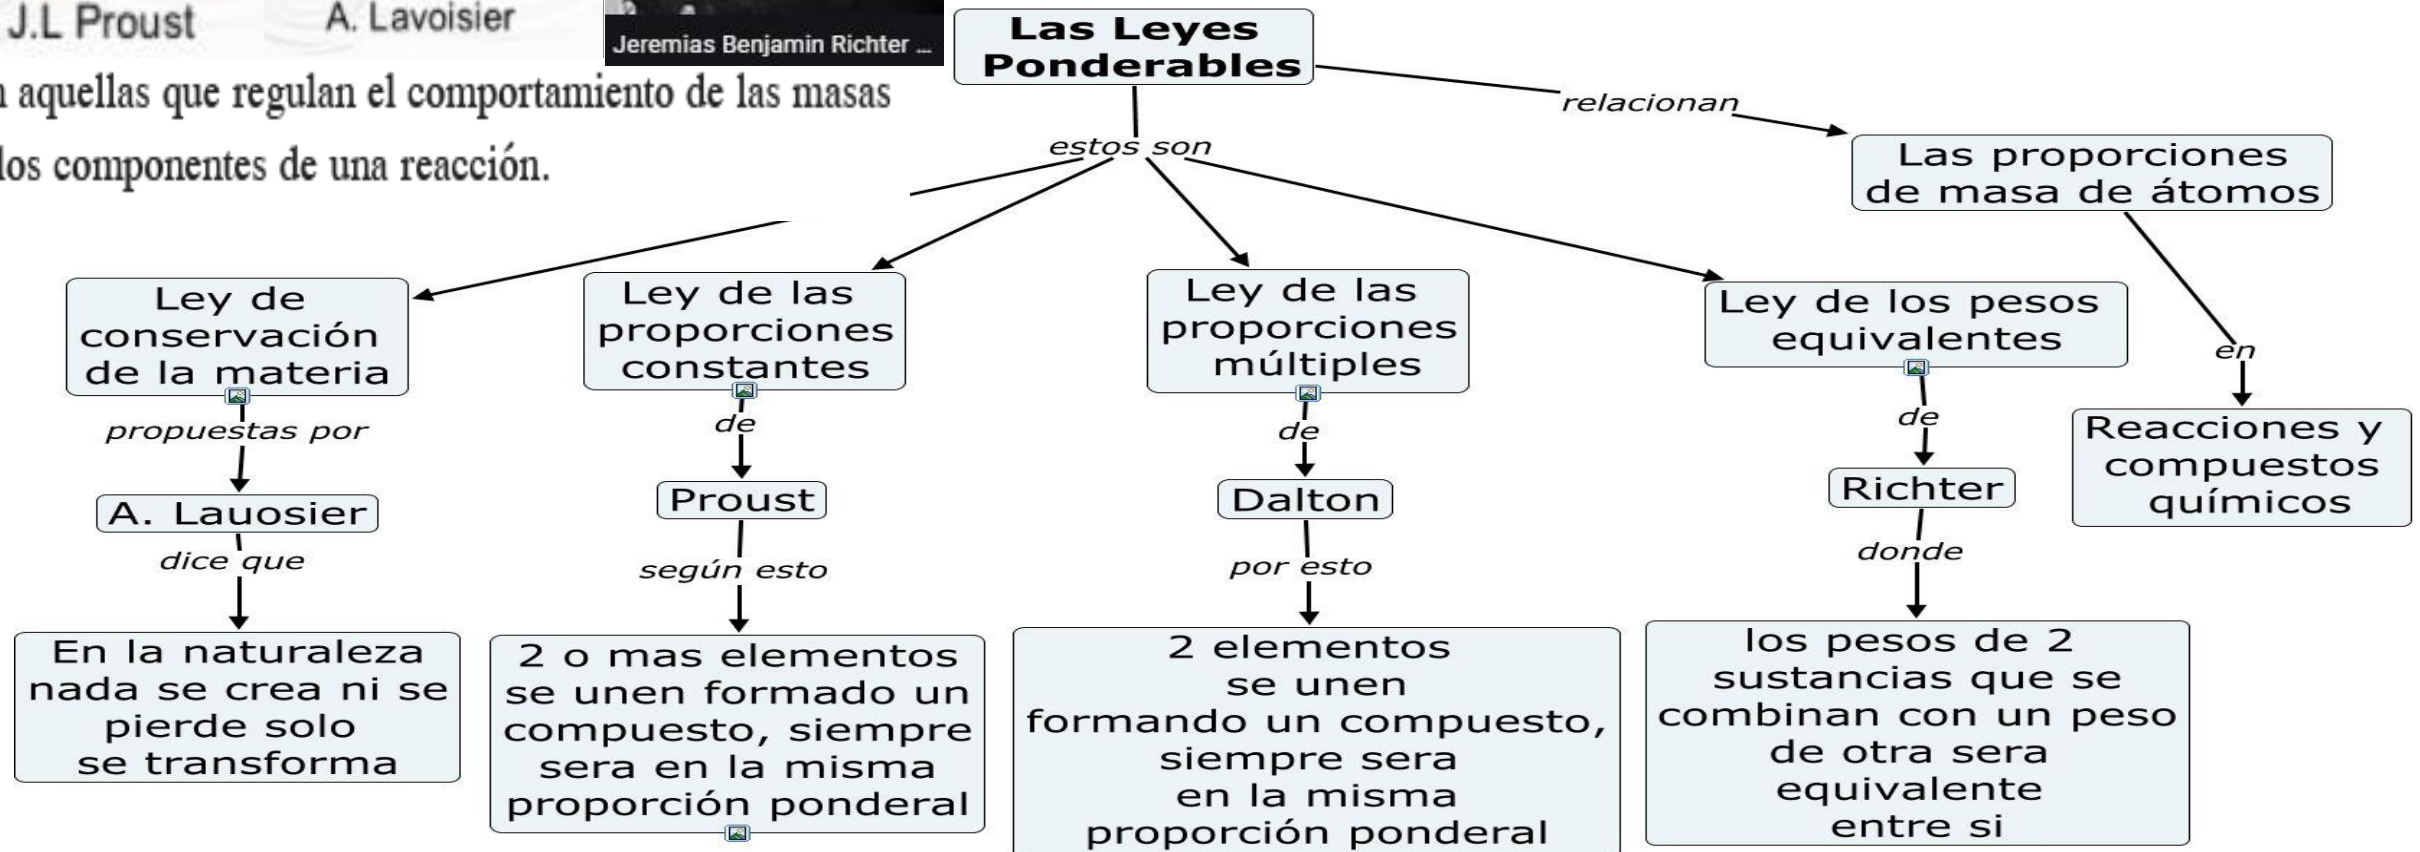 J.L Proust
A. Lavoisier
Jeremias Benjamin Richter ...
aquellas que regulan el comportamiento de las masas
los componentes de una reacción.
Las Leyes
Ponderables
relacionan
estos son
Las proporciones
de masa de átomos
en
Reacciones y
compuestos
químicos
Ley de
conservación
de la materia
propuestas por
A. Lauosier
dice que
En la naturaleza
nada se crea ni se
pierde solo
se transforma
Ley de las
proporciones
constantes
de
Proust
según esto
2 o mas elementos
se unen formado un
compuesto, siempre
sera en la misma
proporción ponderal
Ley de las
proporciones
múltiples
de
Dalton
por esto
2 elementos
se unen
formando un compuesto,
siempre sera
en la misma
proporción ponderal
Ley de los pesos
equivalentes
de
Richter
donde
los pesos de 2
sustancias que se
combinan con un peso
de otra sera
equivalente
entre si